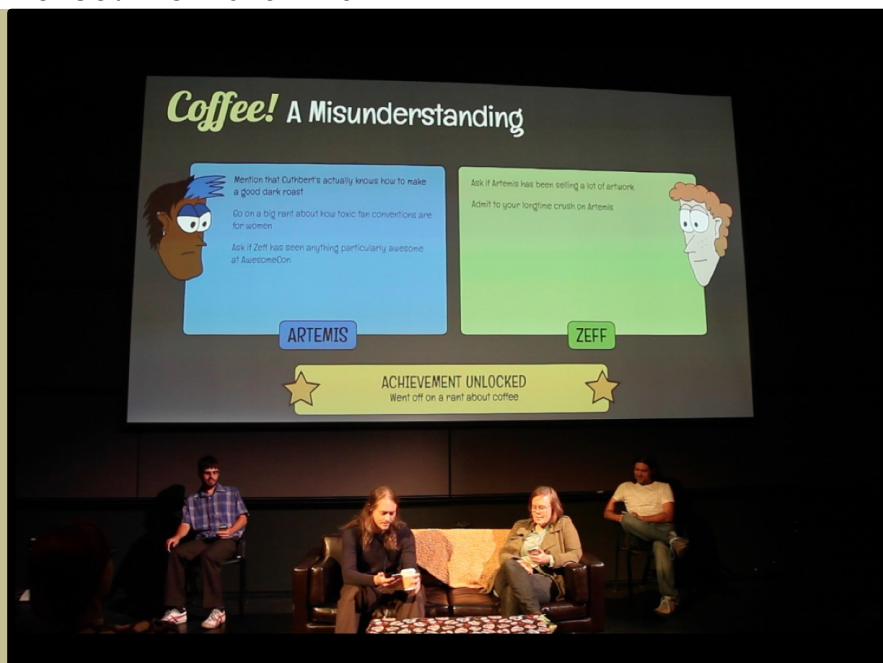 Coffee! A Misunderstanding
Mention that Cuthbert's actually knows how to make
a good dark roast
Go on a big rant about how toxic fan conventions are
for women
Ask if Zeff has seen anything particularly awesome
at AwesomeCon
ARTEMIS
Ask if Artemis has been selling a lot of artwork
Admit to your longtime crush on Artemis
ZEFF
ACHIEVEMENT UNLOCKED
Went off on a rant about coffee